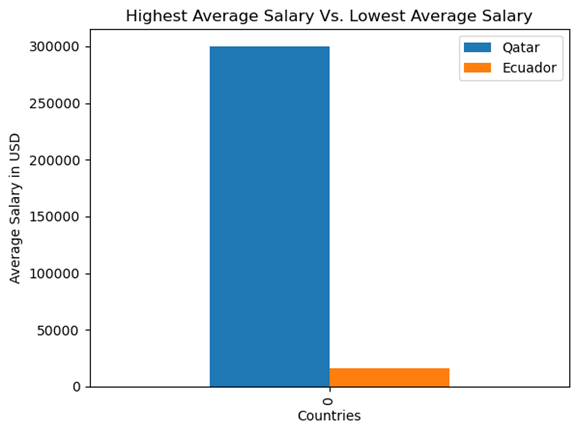 Highest Average Salary Vs. Lowest Average Salary
Qatar
Ecuador
Average Salary in USD
300000
250000
200000
150000
100000
50000
0
0
Countries